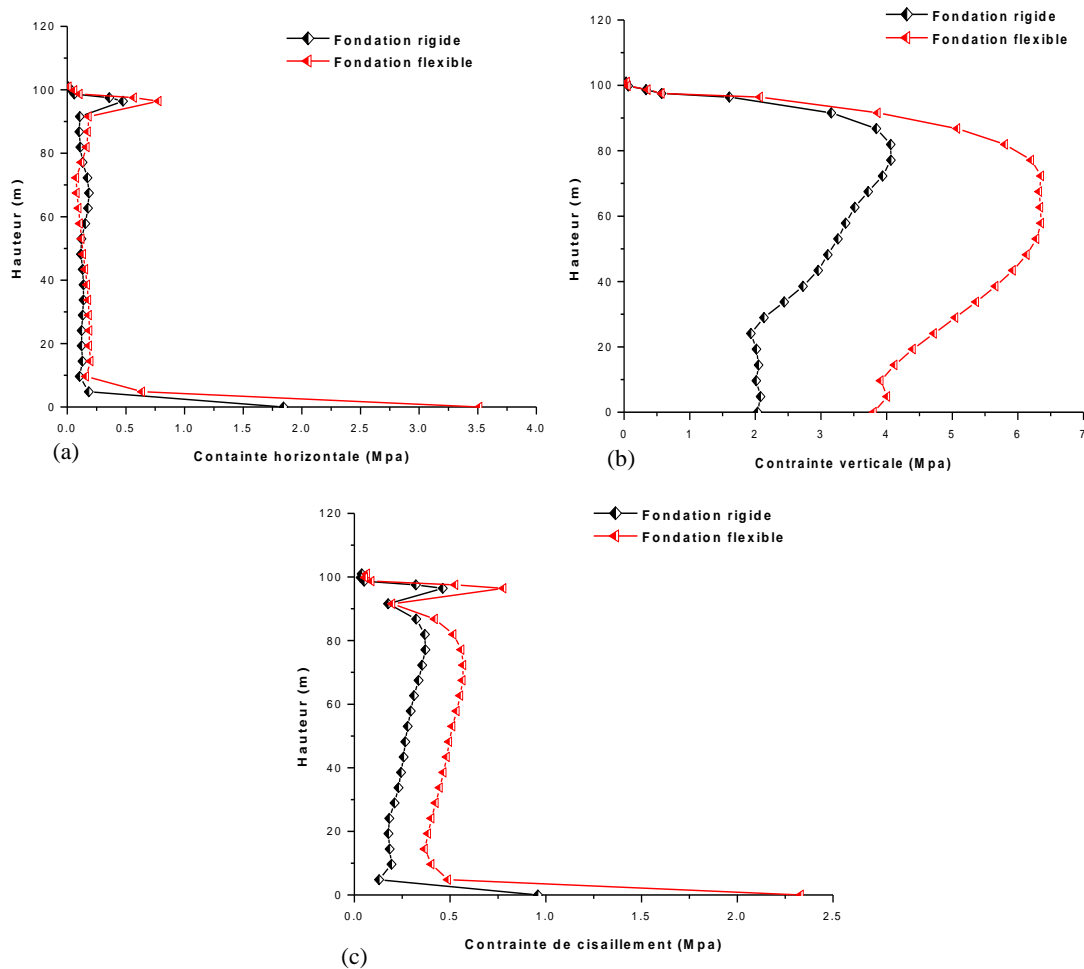 Fondation rigide
Fondation flexible
120
100
80
60
40
20
0
Hauteur (m)
0.0 0.5 1.0 1.5 2.0 2.5 3.0 3.5 4.0
Containte horizontale (Mpa)
(a)
Fondation rigide
Fondation flexible
120
100
80
60
40
20
0
Hauteur (m)
0 1 2 3 4 5 6 7
Contrainte verticale (Mpa)
(b)
Fondation rigide
Fondation flexible
120
100
80
60
40
20
0
Hauteur (m)
0.0 0.5 1.0 1.5 2.0 2.5
Contrainte de cisaillement (Mpa)
(c)